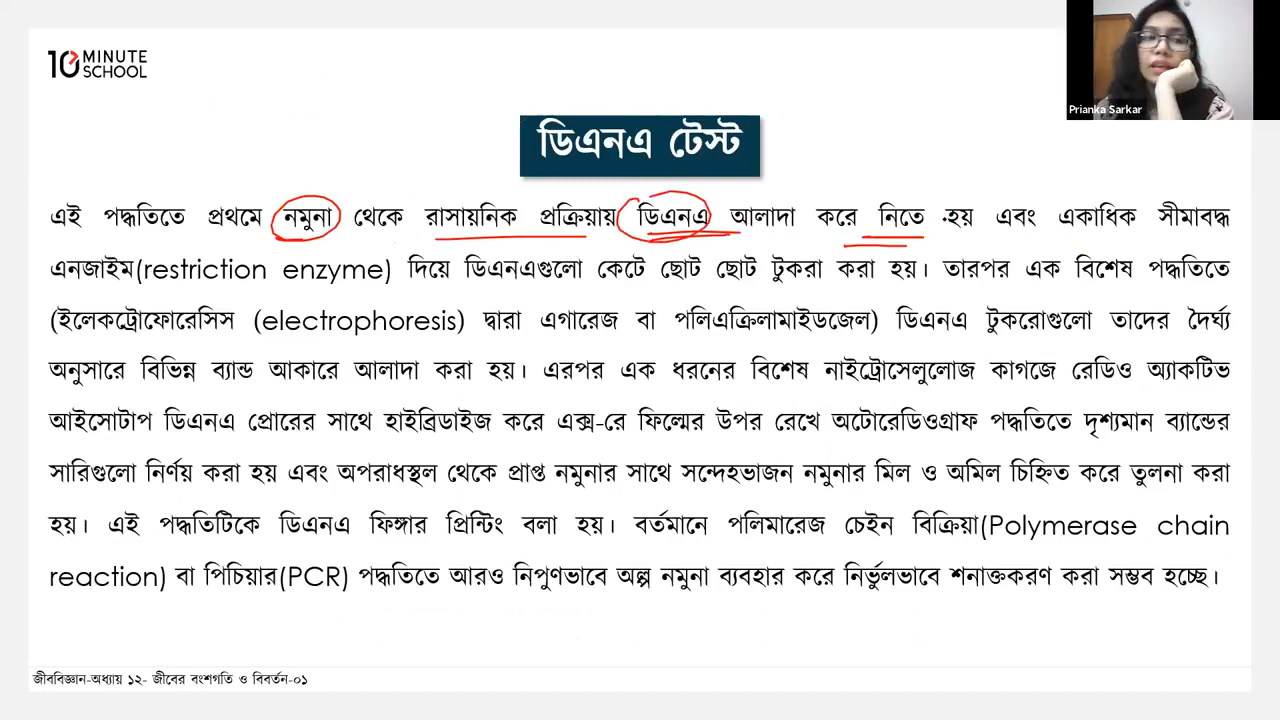 10 MINUTE SCHOOL
Prianka Sarkar
ডিএনএ টেস্ট
এই পদ্ধতিতে প্রথমে নমুনা থেকে রাসায়নিক প্রক্রিয়ায় ডিএনএ আলাদা করে নিতে হয় এবং একাধিক সীমাবদ্ধ
এনজাইম(restriction enzyme) দিয়ে ডিএনএগুলো কেটে ছোট ছোট টুকরা করা হয়। তারপর এক বিশেষ পদ্ধতিতে
(ইলেকট্রোফোরেসিস (electrophoresis) দ্বারা এগারেজ বা পলিএক্রিলামাইডজেল) ডিএনএ টুকরোগুলো তাদের দৈর্ঘ্য
অনুসারে বিভিন্ন ব্যান্ড আকারে আলাদা করা হয়। এরপর এক ধরনের বিশেষ নাইট্রোসেলুলোজ কাগজে রেডিও অ্যাকটিভ
আইসোটাপ ডিএনএ প্রোরের সাথে হাইব্রিডাইজ করে এক্স-রে ফিল্মের উপর রেখে অটোরেডিওগ্রাফ পদ্ধতিতে দৃশ্যমান ব্যান্ডের
সারিগুলো নির্ণয় করা হয় এবং অপরাধস্থল থেকে প্রাপ্ত নমুনার সাথে সন্দেহভাজন নমুনার মিল ও অমিল চিহ্নিত করে তুলনা করা
হয়। এই পদ্ধতিটিকে ডিএনএ ফিঙ্গার প্রিন্টিং বলা হয়। বর্তমানে পলিমারেজ চেইন বিক্রিয়া(Polymerase chain
reaction) বা পিচিয়ার(PCR) পদ্ধতিতে আরও নিপুণভাবে অল্প নমুনা ব্যবহার করে নির্ভুলভাবে শনাক্তকরণ করা সম্ভব হচ্ছে।
জীববিজ্ঞান-অধ্যায় ১২- জীবের বংশগতি ও বিবর্তন-০১